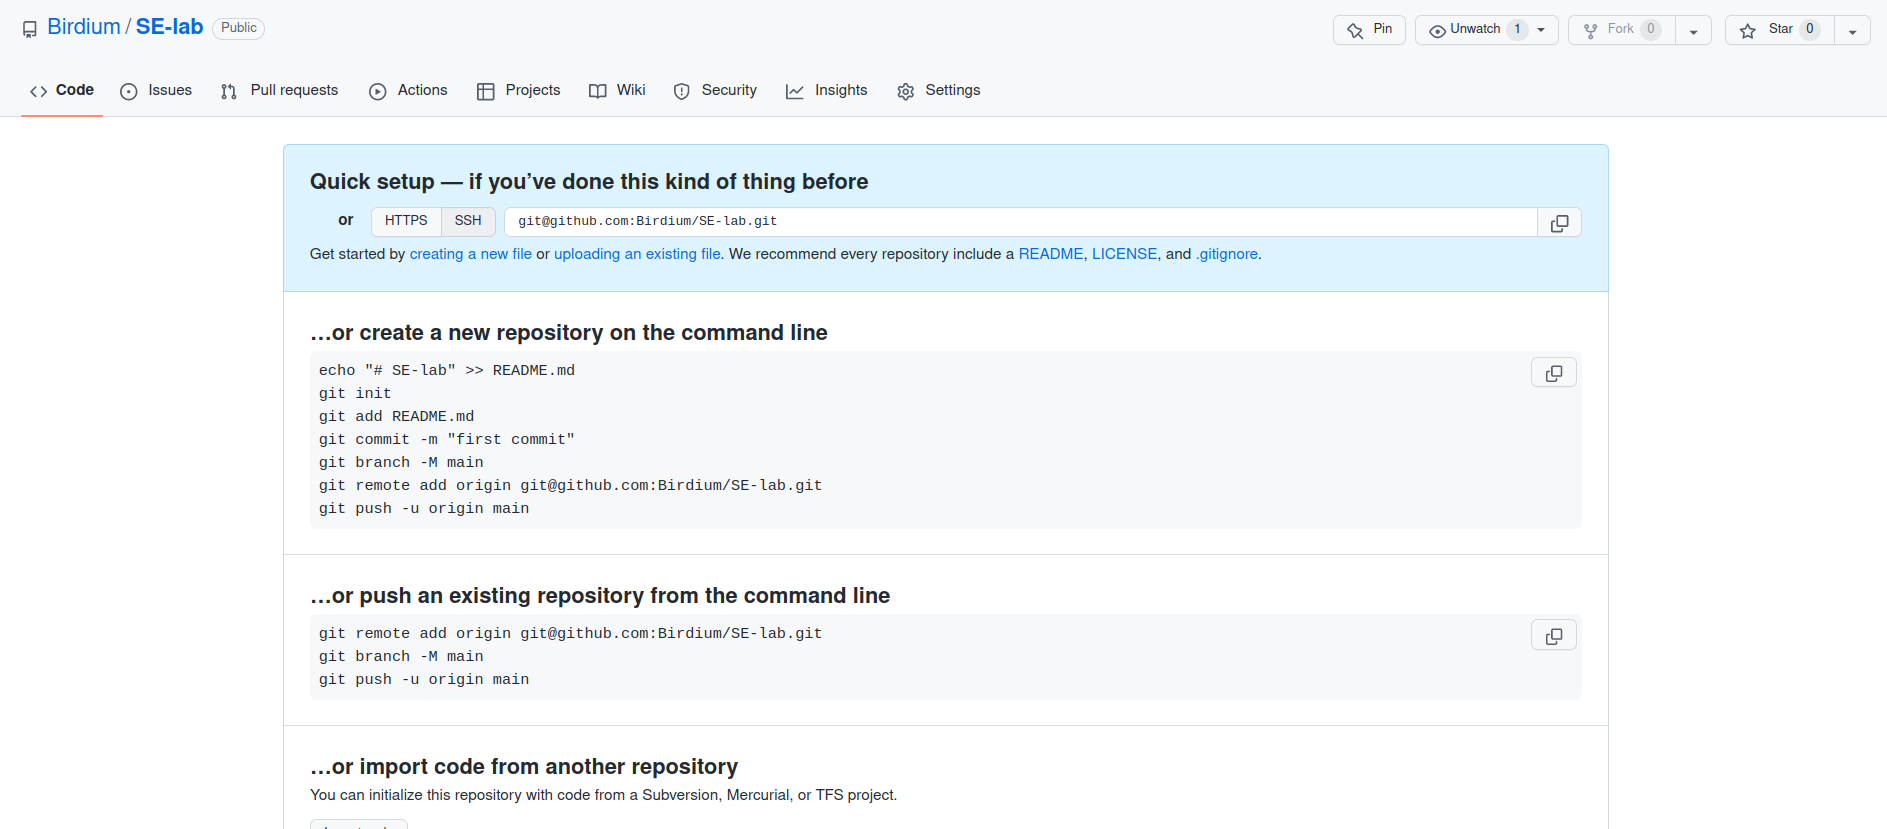 Birdium / SE-lab Public
Pin Unwatch 1 Fork 0 Star 0
Code Issues Pull requests Actions Projects Wiki Security Insights Settings
Quick setup — if you’ve done this kind of thing before
or HTTPS SSH git@github.com:Birdium/SE-lab.git
Get started by creating a new file or uploading an existing file. We recommend every repository include a README, LICENSE, and .gitignore.
…or create a new repository on the command line
echo "# SE-lab" >> README.md
git init
git add README.md
git commit -m "first commit"
git branch -M main
git remote add origin git@github.com:Birdium/SE-lab.git
git push -u origin main
…or push an existing repository from the command line
git remote add origin git@github.com:Birdium/SE-lab.git
git branch -M main
git push -u origin main
…or import code from another repository
You can initialize this repository with code from a Subversion, Mercurial, or TFS project.